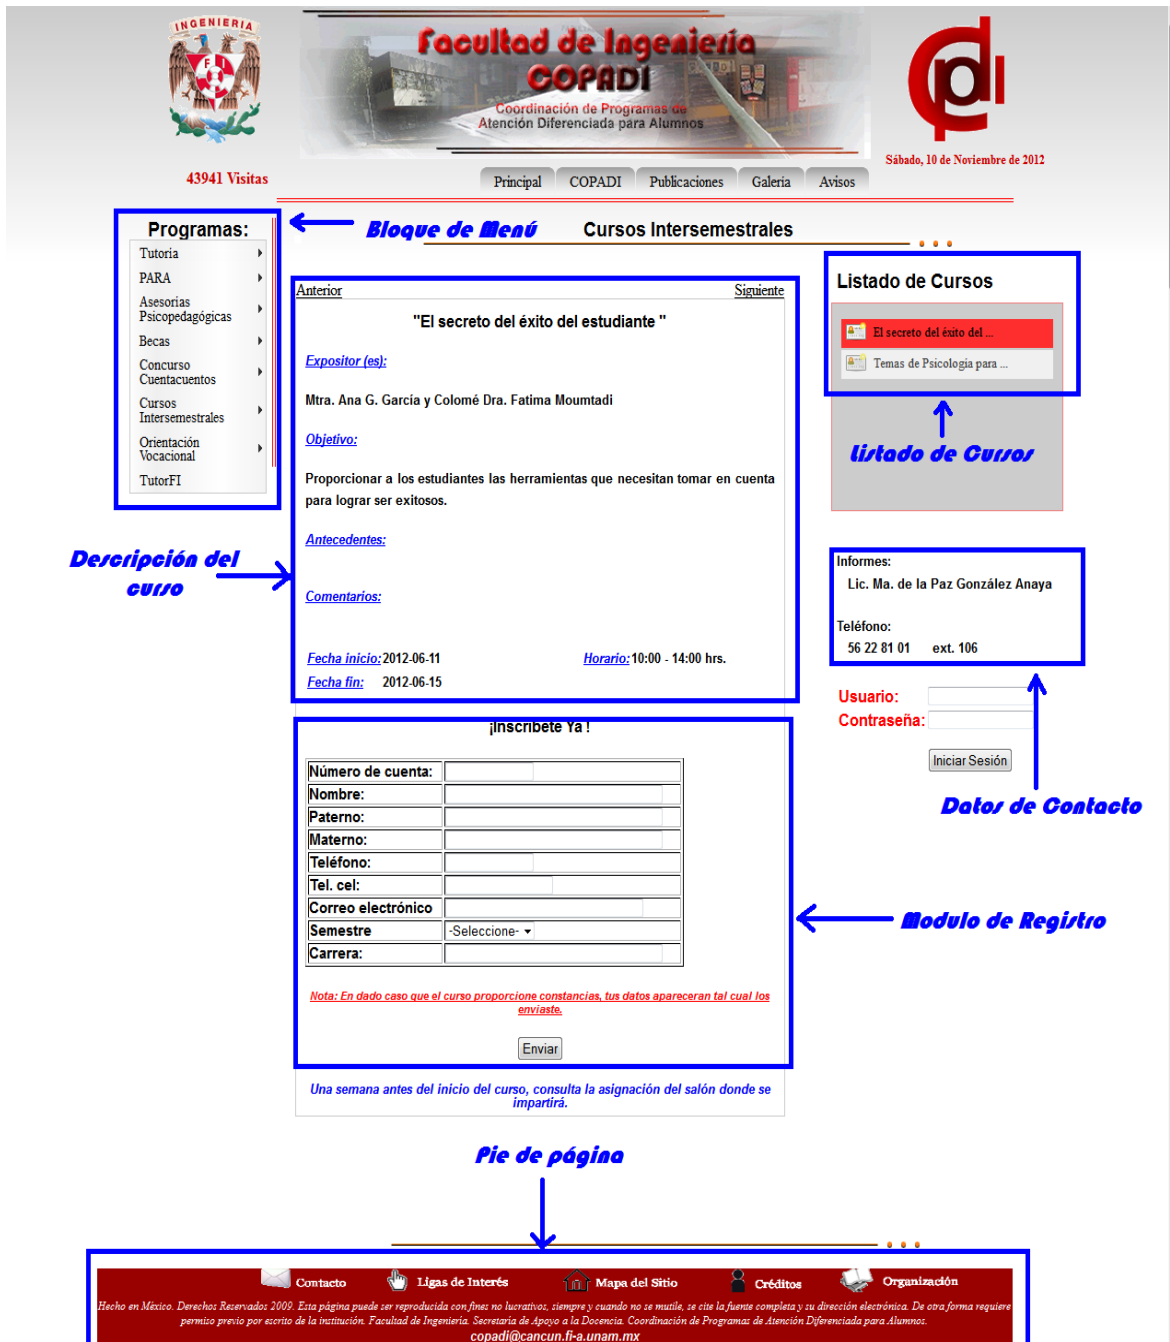 INGENIERIA
Facultad de Ingeniería
COPADI
Coordinación de Programas de
Atención Diferenciada para Alumnos
Sábado, 10 de Noviembre de 2012
43941 Visitas
Principal COPADI Publicaciones Galeria Avisos
Bloque de Menú
Cursos Intersemestrales
Programas:
Tutoria
PARA
Asesorias
Psicopedagógicas
Becas
Concurso
Cuentacuentos
Cursos
Intersemestrales
Orientación
Vocacional
TutorFI
Descripción del
curso
Anterior Siguiente
"El secreto del éxito del estudiante "
Expositor (es):
Mtra. Ana G. García y Colomé Dra. Fatima Moumtadi
Objetivo:
Proporcionar a los estudiantes las herramientas que necesitan tomar en cuenta
para lograr ser exitosos.
Antecedentes:
Comentarios:
Fecha inicio: 2012-06-11 Horario: 10:00 - 14:00 hrs.
Fecha fin: 2012-06-15
Listado de Cursos
El secreto del éxito del ...
Temas de Psicología para ...
Listado de Cursos
Informes:
Lic. Ma. de la Paz González Anaya
Teléfono:
56 22 81 01 ext. 106
Usuario:
Contraseña:
Iniciar Sesión
Datos de Contacto
¡Inscribete Ya !
Número de cuenta:
Nombre:
Paterno:
Materno:
Teléfono:
Tel. cel:
Correo electrónico
Semestre -Seleccione-
Carrera:
Modulo de Registro
Nota: En dado caso que el curso proporcione constancias, tus datos apareceran tal cual los
enviaste.
Enviar
Una semana antes del inicio del curso, consulta la asignación del salón donde se
impartirá.
Pie de página
Contacto Ligas de Interés Mapa del Sitio Créditos Organización
Hecho en México. Derechos Reservados 2009. Esta página puede ser reproducida con fines no lucrativos, siempre y cuando no se mutile, se cite la fuente completa y su dirección electrónica. De otra forma requiere
permiso previo por escrito de la institución. Facultad de Ingeniería. Secretaría de Apoyo a la Docencia. Coordinación de Programas de Atención Diferenciada para Alumnos.
copadi@cancun.fi-a.unam.mx